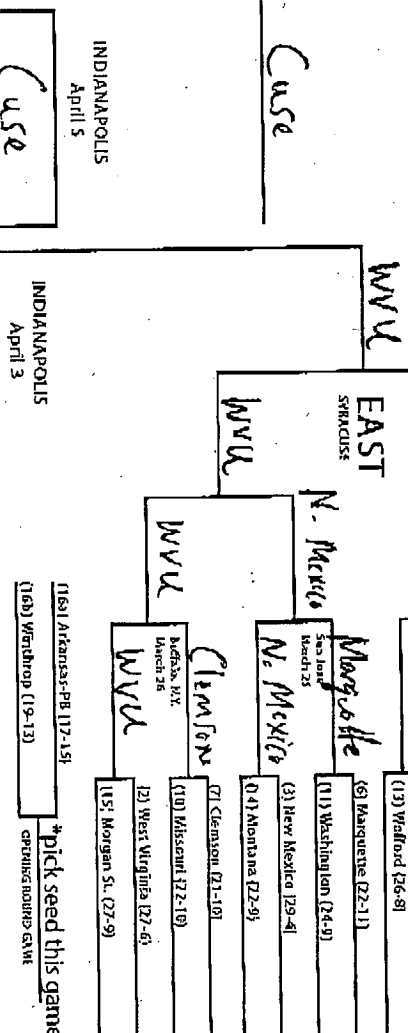 Cuse
INDIANAPOLIS
April 5
Cuse
WVU
EAST
SYRACUSE
INDIANAPOLIS
April 3
WVU
N. Mexico
WVU
Marquette
San Jose
March 25
N. Mexico
Clemson
Buffalo, N.Y.
March 26
WVU
(13) Wofford (26-8)
(6) Marquette (22-11)
(11) Washington (24-9)
(3) New Mexico (29-4)
(14) Montana (22-9)
(7) Clemson (21-10)
(10) Missouri (22-10)
(2) West Virginia (27-6)
(15) Morgan St. (27-9)
(16a) Arkansas-PB (17-15)
(16b) Winthrop (19-13)
*pick seed this game
OPENING ROUND GAME